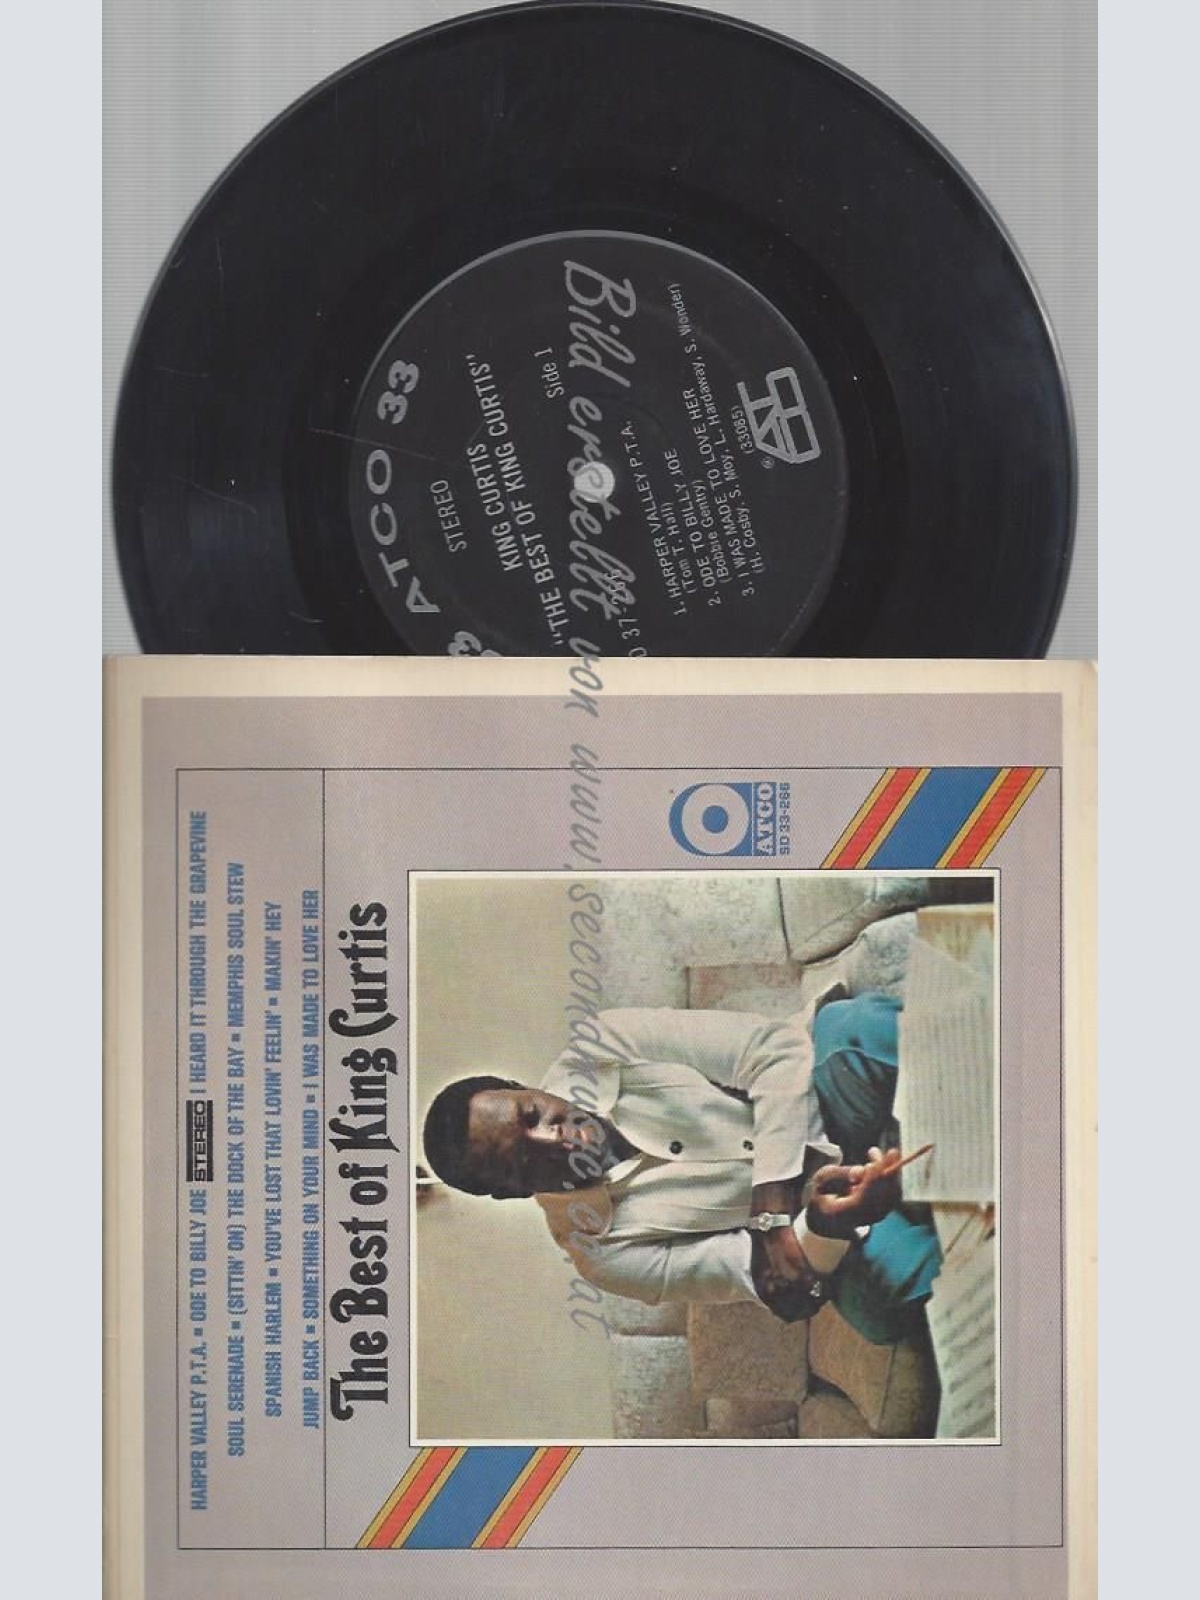 ATCO 33
33
STEREO
KING CURTIS
"THE BEST OF KING CURTIS"
Side 1
1. HARPER VALLEY P.T.A.
(Tom T. Hall)
2. ODE TO BILLY JOE
(Bobbie Gentry)
3. I WAS MADE TO LOVE HER
(H. Cosby, S. Moy, L. Hardaway, S. Wonder)
(33085)
Bild erstellt von www.secondmusic.co.at
HARPER VALLEY P.T.A. ■ ODE TO BILLY JOE STEREO I HEARD IT THROUGH THE GRAPEVINE
SOUL SERENADE ■ (SITTIN' ON) THE DOCK OF THE BAY ■ MEMPHIS SOUL STEW
SPANISH HARLEM ■ YOU'VE LOST THAT LOVIN' FEELIN' ■ MAKIN' HEY
JUMP BACK ■ SOMETHING ON YOUR MIND ■ I WAS MADE TO LOVE HER
The Best of King Curtis
ATCO
SD 33-266